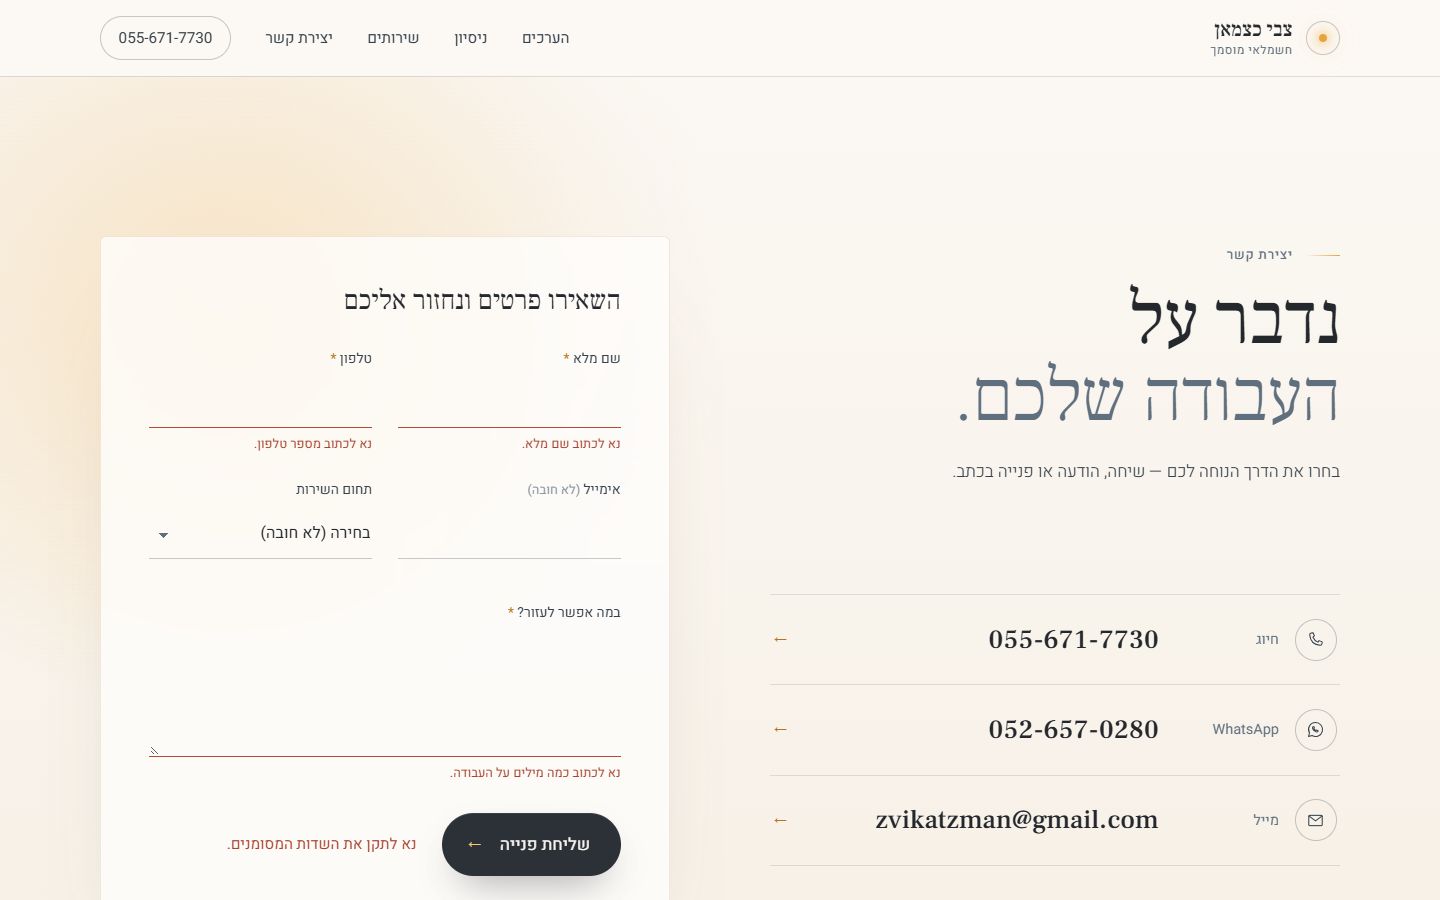 צבי כצמאן
חשמלאי מוסמך
הערכים
ניסיון
שירותים
יצירת קשר
055-671-7730
יצירת קשר
נדבר על
העבודה שלכם.
בחרו את הדרך הנוחה לכם — שיחה, הודעה או פנייה בכתב.
חיוג
055-671-7730
←
WhatsApp
052-657-0280
←
מייל
zvikatzman@gmail.com
←
השאירו פרטים ונחזור אליכם
שם מלא *
נא לכתוב שם מלא.
טלפון *
נא לכתוב מספר טלפון.
אימייל (לא חובה)
תחום השירות
בחירה (לא חובה)
במה אפשר לעזור? *
נא לכתוב כמה מילים על העבודה.
שליחת פנייה ←
נא לתקן את השדות המסומנים.